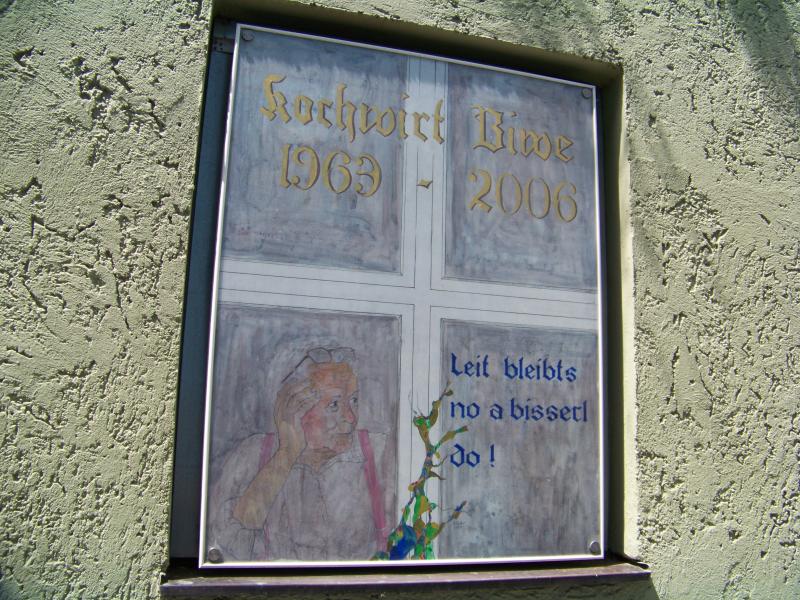 Kochwirt Biwe
1963 - 2006
Leit bleibts
no a bisserl
do!